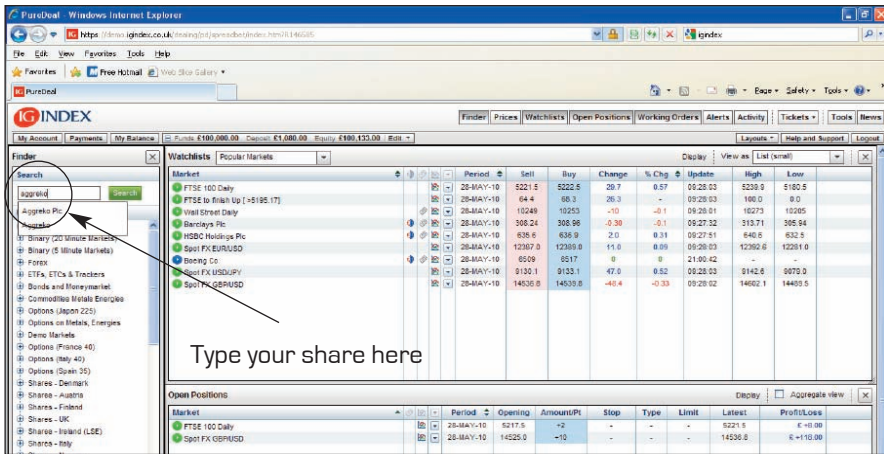 PureDeal - Windows Internet Explorer
https://demo.igindex.co.uk/dealing/pd/spreadbet/index.htm
igindex
File Edit View Favorites Tools Help
Favorites Free Hotmail Web Slice Gallery
PureDeal
Page Safety Tools
IG INDEX
Finder Prices Watchlists Open Positions Working Orders Alerts Activity Tickets Tools News
My Account Payments My Balance Funds £100,000.00 Deposit £1,080.00 Equity £100,133.00 Edit Layouts Help and Support Logout
Finder
Search
aggreko Search
Aggreko Plc
Aggreko
Binary (20 Minute Markets)
Binary (5 Minute Markets)
Forex
ETFs, ETCs & Trackers
Bonds and Moneymarket
Commodities Metals Energies
Options (Japan 225)
Options on Metals, Energies
Demo Markets
Options (France 40)
Options (Italy 40)
Options (Spain 35)
Shares - Denmark
Shares - Austria
Shares - Finland
Shares - UK
Shares - Ireland (LSE)
Shares - Italy
Watchlists Popular Markets Display View as List (small)
Market Period Sell Buy Change % Chg Update High Low
FTSE 100 Daily 28-MAY-10 5221.5 5222.5 29.7 0.57 09:28:03 5239.9 5180.5
FTSE to finish Up [>5195.17] 28-MAY-10 64.4 68.3 26.3 - 09:28:03 100.0 0.0
Wall Street Daily 28-MAY-10 10249 10253 -10 -0.1 09:28:01 10273 10205
Barclays Plc 28-MAY-10 308.24 308.96 -0.30 -0.1 09:27:32 313.71 305.94
HSBC Holdings Plc 28-MAY-10 635.6 636.9 2.0 0.31 09:27:51 640.6 632.5
Spot FX EUR/USD 28-MAY-10 12387.0 12389.0 11.0 0.09 09:28:03 12392.6 12281.0
Boeing Co 28-MAY-10 6509 6517 0 0 21:00:42 - -
Spot FX USD/JPY 28-MAY-10 9130.1 9133.1 47.0 0.52 09:28:03 9142.6 9079.0
Spot FX GBP/USD 28-MAY-10 14536.8 14539.8 -48.4 -0.33 09:28:02 14602.1 14489.5
Type your share here
Open Positions Display Aggregate view
Market Period Opening Amount/Pt Stop Type Limit Latest Profit/Loss
FTSE 100 Daily 28-MAY-10 5217.5 +2 - - - 5221.5 £ +8.00
Spot FX GBP/USD 28-MAY-10 14525.0 +10 - - - 14536.8 £ +118.00